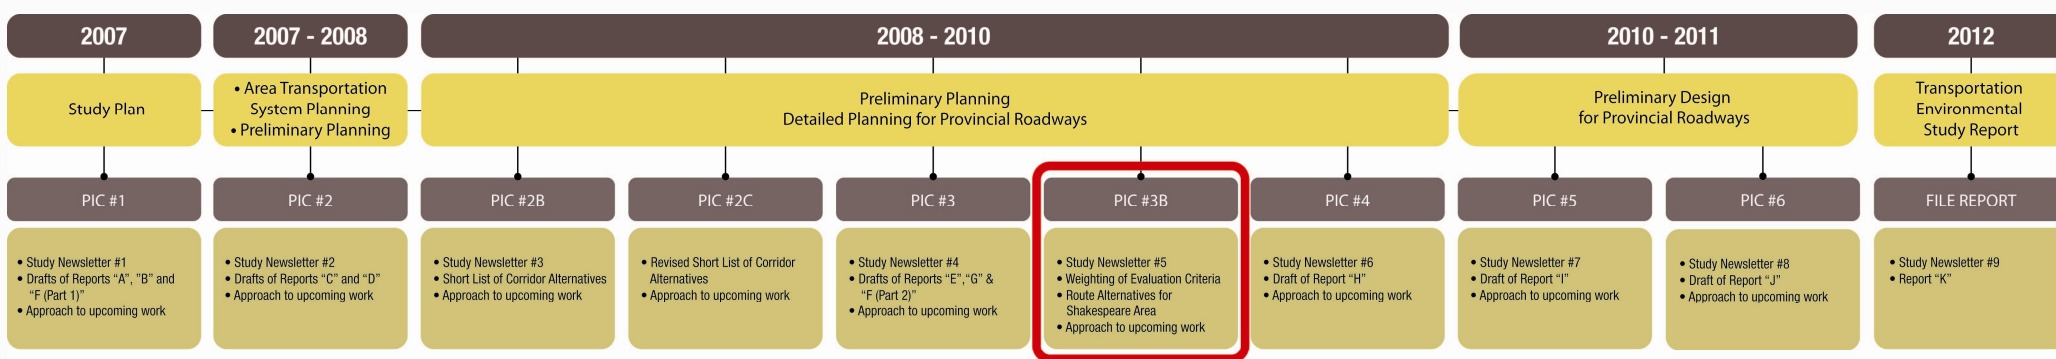 2007
2007 - 2008
2008 - 2010
2010 - 2011
2012
Study Plan
• Area Transportation
System Planning
• Preliminary Planning
Preliminary Planning
Detailed Planning for Provincial Roadways
Preliminary Design
for Provincial Roadways
Transportation
Environmental
Study Report
PIC #1
PIC #2
PIC #2B
PIC #2C
PIC #3
PIC #3B
PIC #4
PIC #5
PIC #6
FILE REPORT
• Study Newsletter #1
• Drafts of Reports “A”, ”B” and
“F (Part 1)”
• Approach to upcoming work
• Study Newsletter #2
• Drafts of Reports “C” and “D”
• Approach to upcoming work
• Study Newsletter #3
• Short List of Corridor Alternatives
• Approach to upcoming work
• Revised Short List of Corridor
Alternatives
• Approach to upcoming work
• Study Newsletter #4
• Drafts of Reports “E”,“G” &
“F (Part 2)”
• Approach to upcoming work
• Study Newsletter #5
• Weighting of Evaluation Criteria
• Route Alternatives for
Shakespeare Area
• Approach to upcoming work
• Study Newsletter #6
• Draft of Report “H”
• Approach to upcoming work
• Study Newsletter #7
• Draft of Report “I”
• Approach to upcoming work
• Study Newsletter #8
• Draft of Report “J”
• Approach to upcoming work
• Study Newsletter #9
• Report “K”